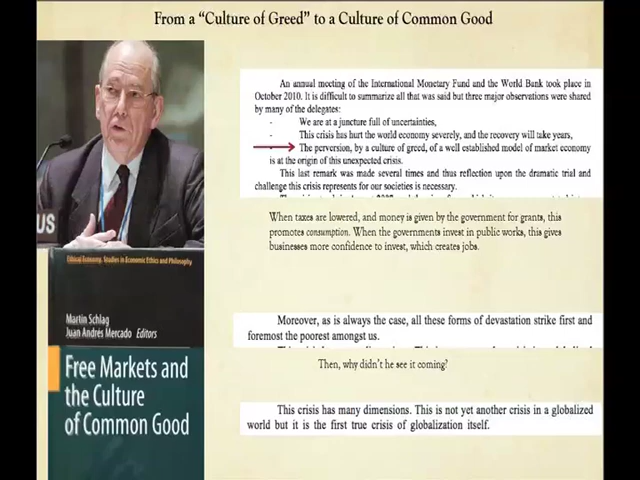 From a “Culture of Greed” to a Culture of Common Good
US
Ethical Economy. Studies in Economic Ethics and Philosophy
Martin Schlag
Juan Andrés Mercado Editors
Free Markets and
the Culture
of Common Good
An annual meeting of the International Monetary Fund and the World Bank took place in
October 2010. It is difficult to summarize all that was said but three major observations were shared
by many of the delegates:
- We are at a juncture full of uncertainties,
- This crisis has hurt the world economy severely, and the recovery will take years,
The perversion, by a culture of greed, of a well established model of market economy
is at the origin of this unexpected crisis.
This last remark was made several times and thus reflection upon the dramatic trial and
challenge this crisis represents for our societies is necessary.
When taxes are lowered, and money is given by the government for grants, this
promotes consumption. When the governments invest in public works, this gives
businesses more confidence to invest, which creates jobs.
Moreover, as is always the case, all these forms of devastation strike first and
foremost the poorest amongst us.
Then, why didn’t he see it coming?
This crisis has many dimensions. This is not yet another crisis in a globalized
world but it is the first true crisis of globalization itself.